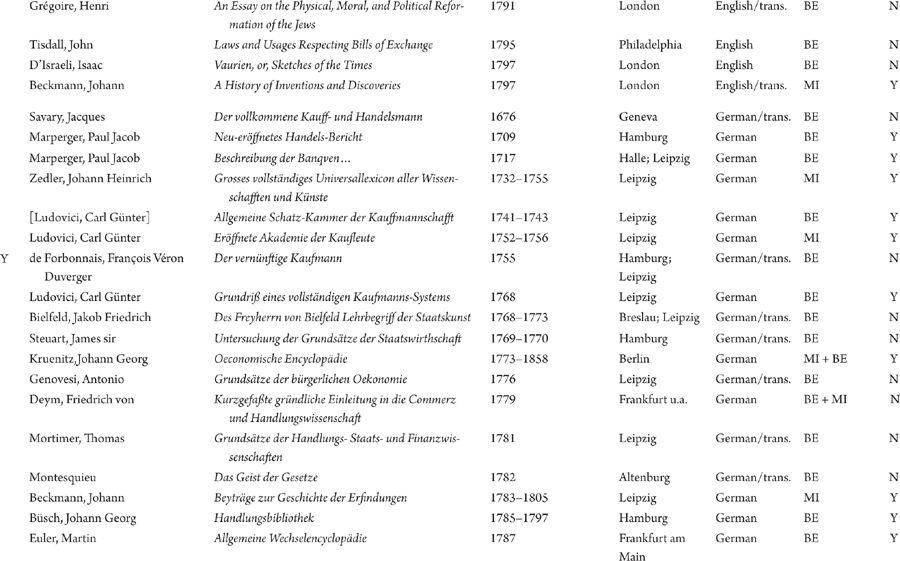 Grégoire, Henri An Essay on the Physical, Moral, and Political Refor- 1791 London English/trans. BE N
mation of the Jews
Tisdall, John Laws and Usages Respecting Bills of Exchange 1795 Philadelphia English BE N
D'Israeli, Isaac Vaurien, or, Sketches of the Times 1797 London English BE N
Beckmann, Johann A History of Inventions and Discoveries 1797 London English/trans. MI Y
Savary, Jacques Der vollkommene Kauff- und Handelsmann 1676 Geneva German/trans. BE N
Marperger, Paul Jacob Neu-eröffnetes Handels-Bericht 1709 Hamburg German BE Y
Marperger, Paul Jacob Beschreibung der Banqven… 1717 Halle; Leipzig German BE Y
Zedler, Johann Heinrich Grosses vollständiges Universallexicon aller Wissen- 1732–1755 Leipzig German MI Y
schafften und Künste
[Ludovici, Carl Günter] Allgemeine Schatz-Kammer der Kauffmannschafft 1741–1743 Leipzig German BE Y
Ludovici, Carl Günter Eröffnete Akademie der Kaufleute 1752–1756 Leipzig German MI Y
Y de Forbonnais, François Véron Der vernünftige Kaufmann 1755 Hamburg; German/trans. BE N
Duverger Leipzig
Ludovici, Carl Günter Grundriß eines vollständigen Kaufmanns-Systems 1768 Leipzig German BE Y
Bielfeld, Jakob Friedrich Des Freyherrn von Bielfeld Lehrbegriff der Staatskunst 1768–1773 Breslau; Leipzig German/trans. BE N
Steuart, James sir Untersuchung der Grundsätze der Staatswirthschaft 1769–1770 Hamburg German/trans. BE N
Kruenitz,Johann Georg Oeconomische Encyclopädie 1773–1858 Berlin German MI + BE Y
Genovesi, Antonio Grundsätze der bürgerlichen Oekonomie 1776 Leipzig German/trans. BE N
Deym, Friedrich von Kurzgefaßte gründliche Einleitung in die Commerz 1779 Frankfurt u.a. German BE + MI N
und Handlungswissenschaft
Mortimer, Thomas Grundsätze der Handlungs- Staats- und Finanzwis- 1781 Leipzig German/trans. BE N
senschaften
Montesquieu Das Geist der Gesetze 1782 Altenburg German/trans. BE N
Beckmann, Johann Beyträge zur Geschichte der Erfindungen 1783–1805 Leipzig German MI Y
Büsch, Johann Georg Handlungsbibliothek 1785–1797 Hamburg German BE Y
Euler, Martin Allgemeine Wechselencyclopädie 1787 Frankfurt am German BE Y
Main